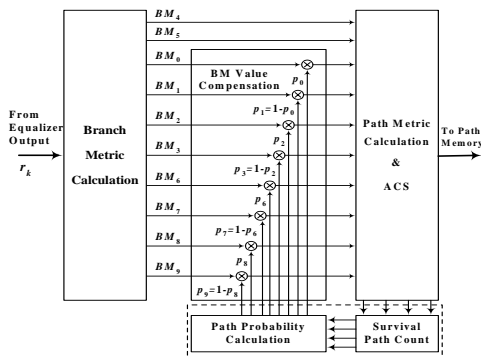 BM4
BM5
BM0
BM Value
Compensation
p0
BM1
p1=1-p0
From
Equalizer
Output
rk
Branch
Metric
Calculation
BM2
p2
BM3
p3=1-p2
BM6
p6
BM7
p7=1-p6
BM8
p8
BM9
p9=1-p8
Path Metric
Calculation
&
ACS
To Path
Memory
Path Probability
Calculation
Survival
Path Count